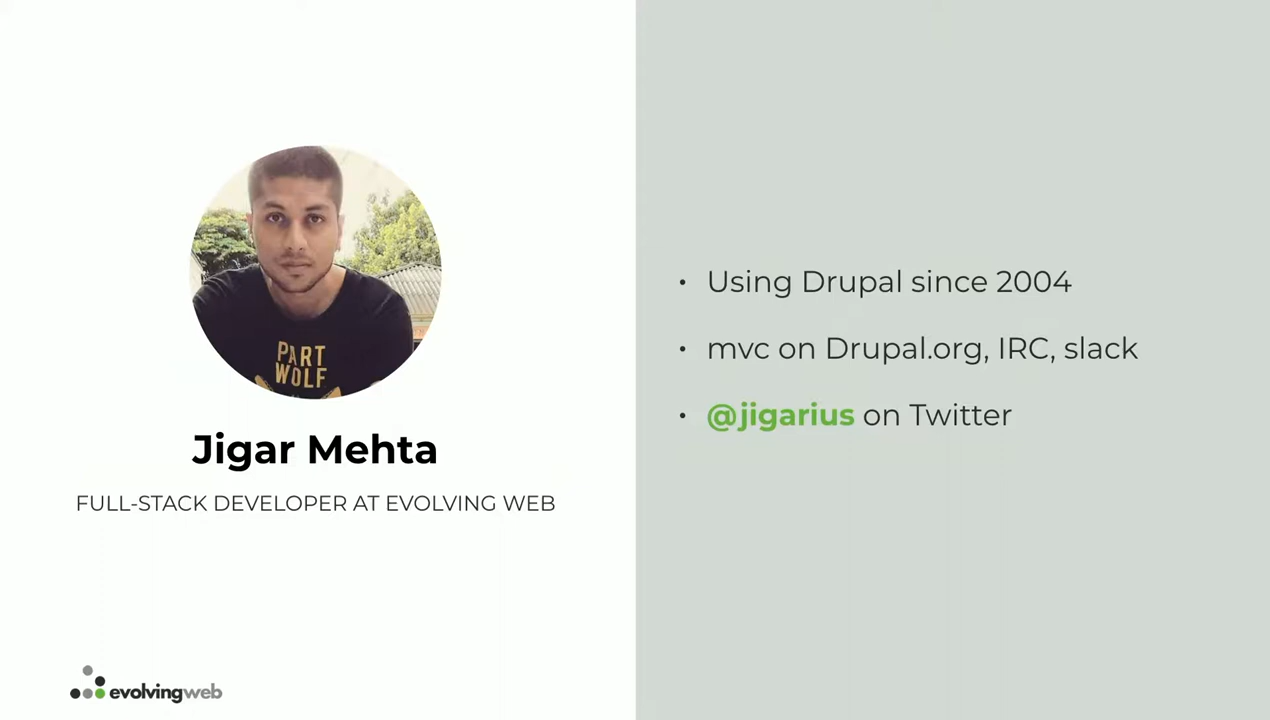 PART
WOLF
Jigar Mehta
FULL-STACK DEVELOPER AT EVOLVING WEB
evolvingweb
• Using Drupal since 2004
• mvc on Drupal.org, IRC, slack
• @jigarius on Twitter